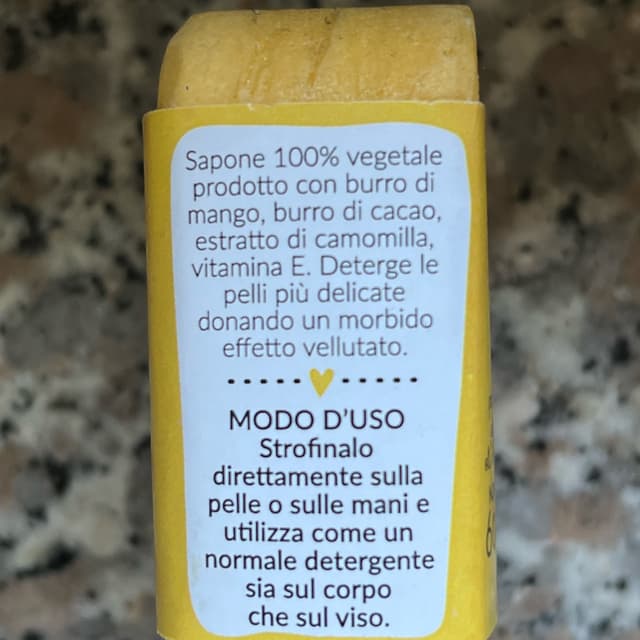 Sapone 100% vegetale
prodotto con burro di
mango, burro di cacao,
estratto di camomilla,
vitamina E. Deterge le
pelli più delicate
donando un morbido
effetto vellutato.
MODO D'USO
Strofinalo
direttamente sulla
pelle o sulle mani e
utilizza come un
normale detergente
sia sul corpo
che sul viso.